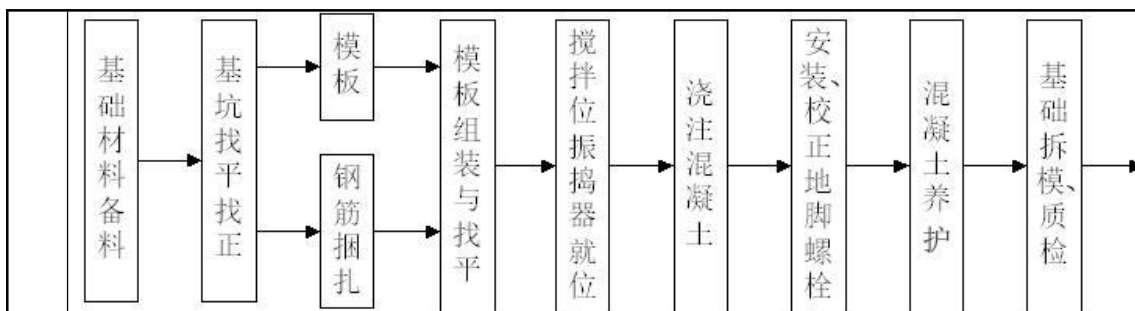 基础材料备料
基坑找平找正
模板
钢筋捆扎
模板组装与找平
搅拌位振捣器就位
浇注混凝土
安装、校正地脚螺栓
混凝土养护
基础拆模、质检